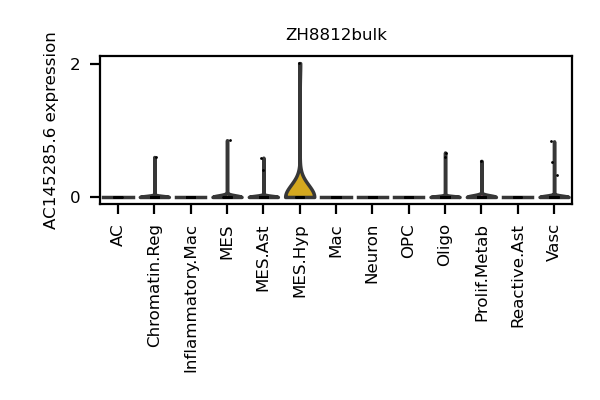 ZH8812bulk
AC145285.6 expression
2
0
AC
Chromatin.Reg
Inflammatory.Mac
MES
MES.Ast
MES.Hyp
Mac
Neuron
OPC
Oligo
Prolif.Metab
Reactive.Ast
Vasc